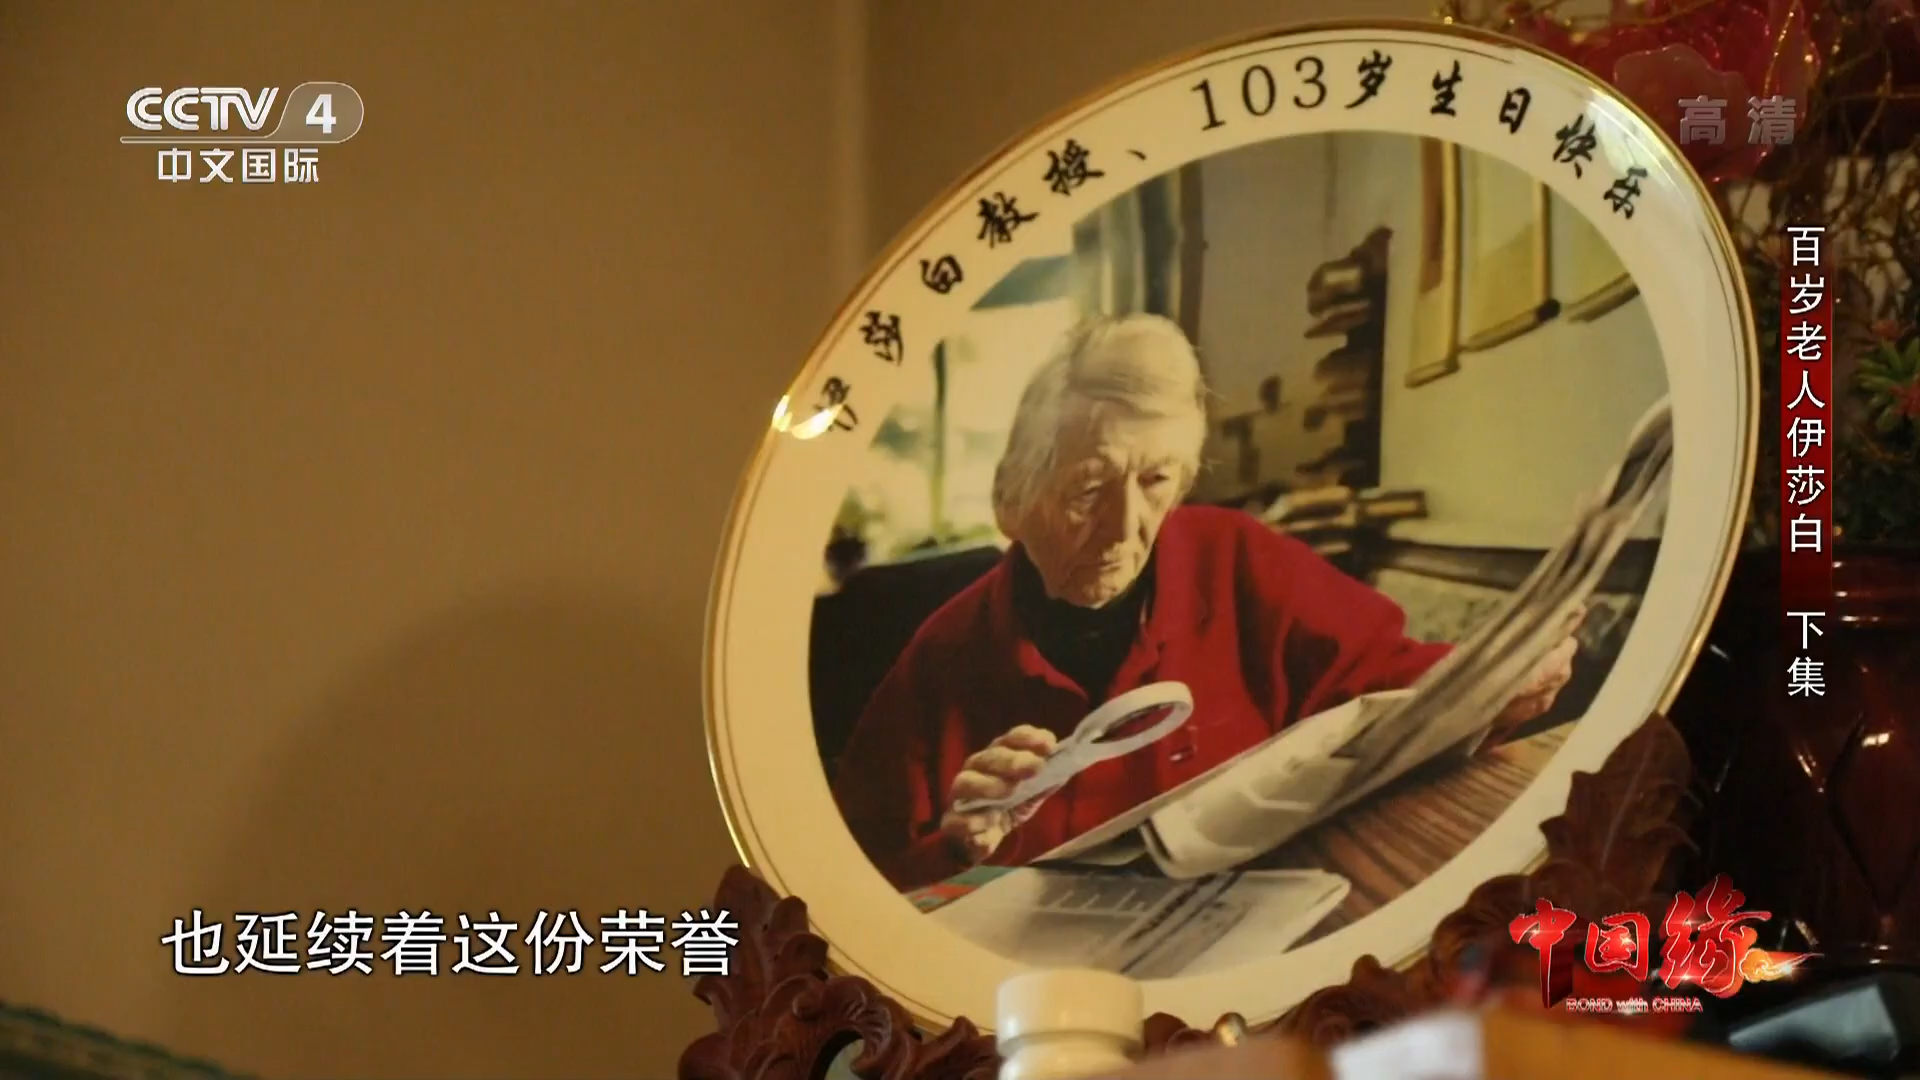 CCTV 4
中文国际
高清
伊莎白教授、103岁生日快乐
百岁老人伊莎白 下集
也延续着这份荣誉
中国缘
BOND with CHINA